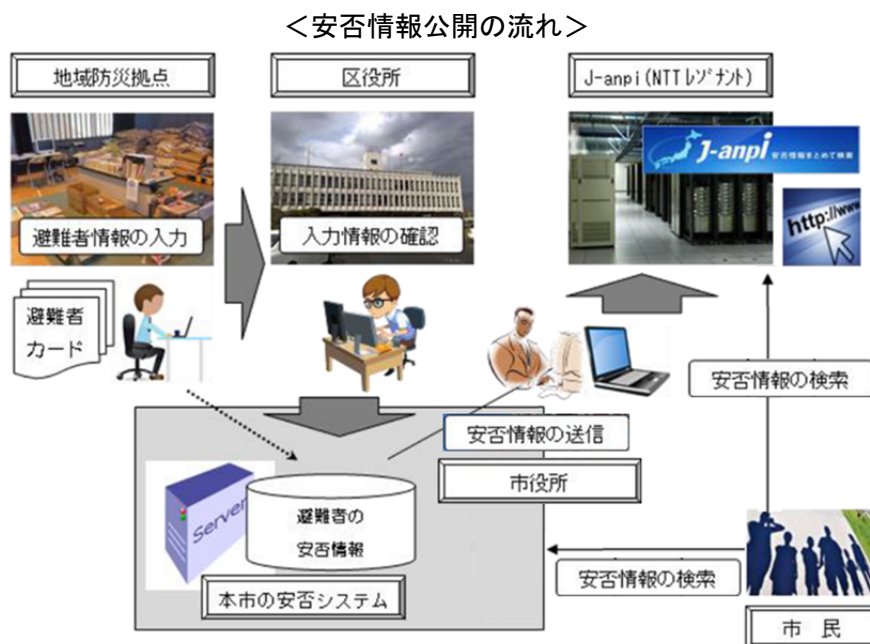 ＜安否情報公開の流れ＞
地域防災拠点
区役所
J-anpi(NTTﾚｿﾞﾅﾝﾄ)
J-anpi 安否情報まとめて検索
http://www
避難者情報の入力
入力情報の確認
避難者
カード
安否情報の検索
安否情報の送信
市役所
Server
避難者の
安否情報
本市の安否システム
安否情報の検索
市　民